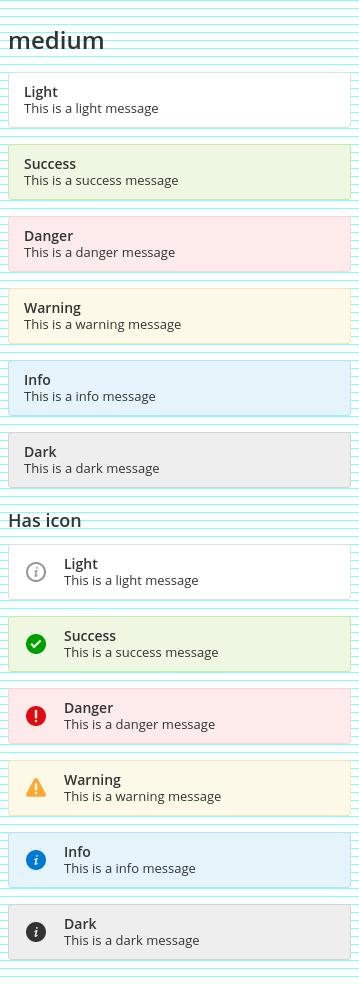 medium
Light
This is a light message
Success
This is a success message
Danger
This is a danger message
Warning
This is a warning message
Info
This is a info message
Dark
This is a dark message
Has icon
Light
This is a light message
Success
This is a success message
Danger
This is a danger message
Warning
This is a warning message
Info
This is a info message
Dark
This is a dark message